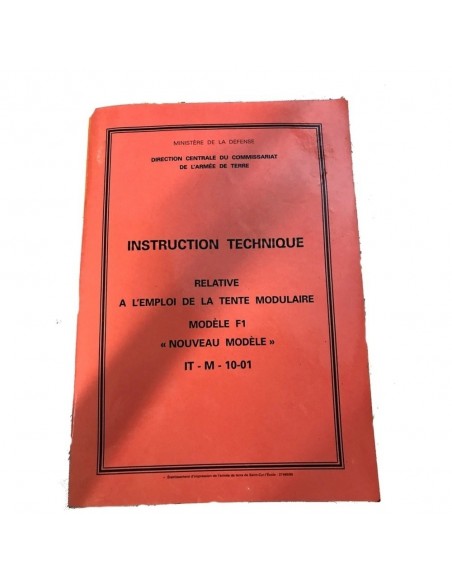 MINISTÈRE DE LA DÉFENSE
DIRECTION CENTRALE DU COMMISSARIAT
DE L'ARMÉE DE TERRE
INSTRUCTION TECHNIQUE
RELATIVE
A L'EMPLOI DE LA TENTE MODULAIRE
MODÈLE F1
« NOUVEAU MODÈLE »
IT - M - 10-01